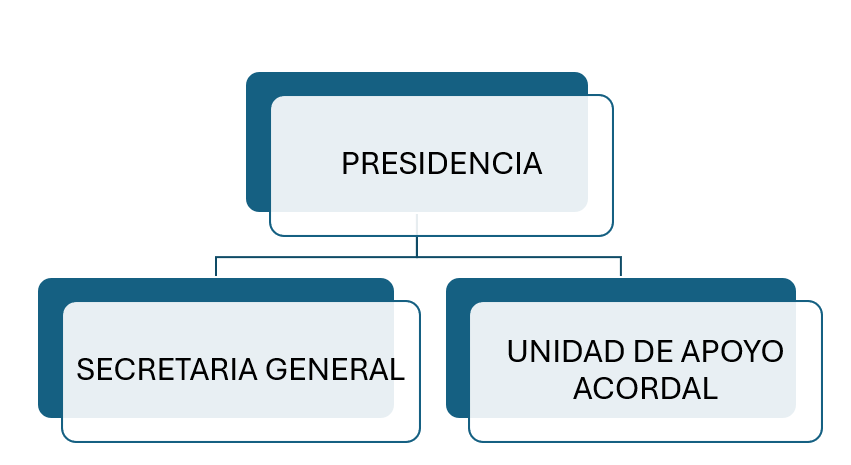 PRESIDENCIA
SECRETARIA GENERAL
UNIDAD DE APOYO
ACORDAL